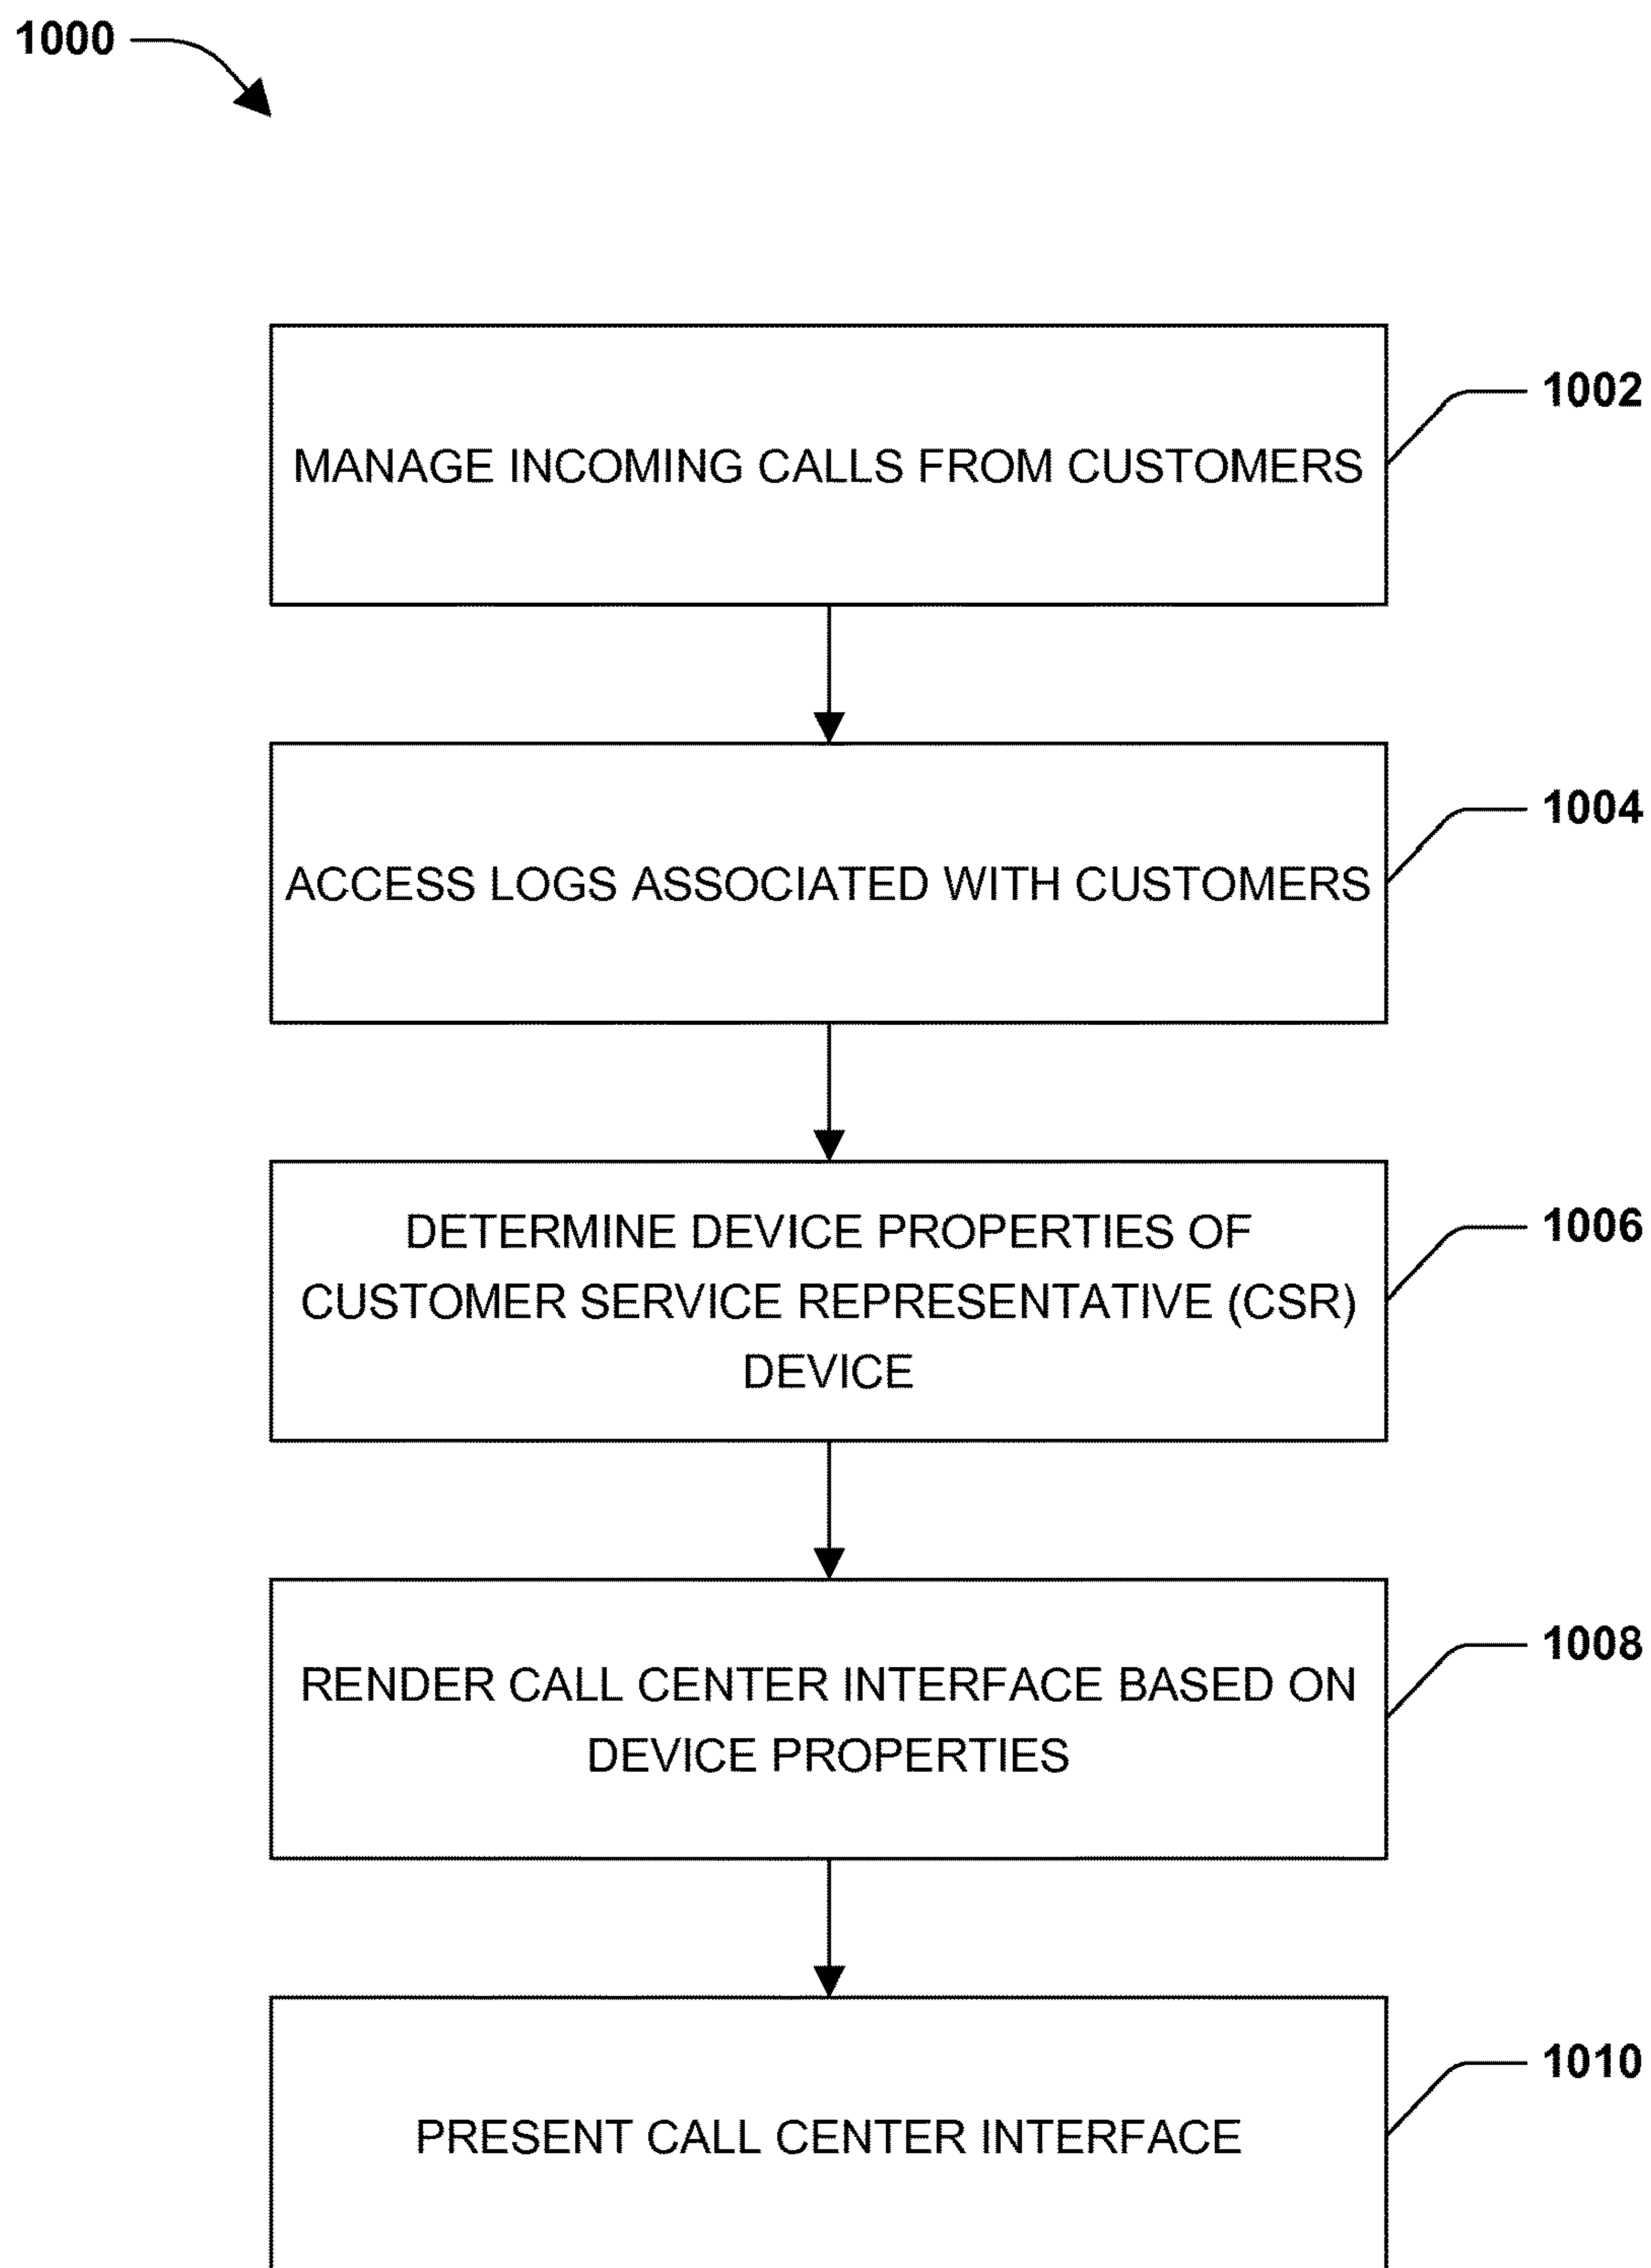 1000
MANAGE INCOMING CALLS FROM CUSTOMERS
1002
ACCESS LOGS ASSOCIATED WITH CUSTOMERS
1004
DETERMINE DEVICE PROPERTIES OF
CUSTOMER SERVICE REPRESENTATIVE (CSR)
DEVICE
1006
RENDER CALL CENTER INTERFACE BASED ON
DEVICE PROPERTIES
1008
PRESENT CALL CENTER INTERFACE
1010